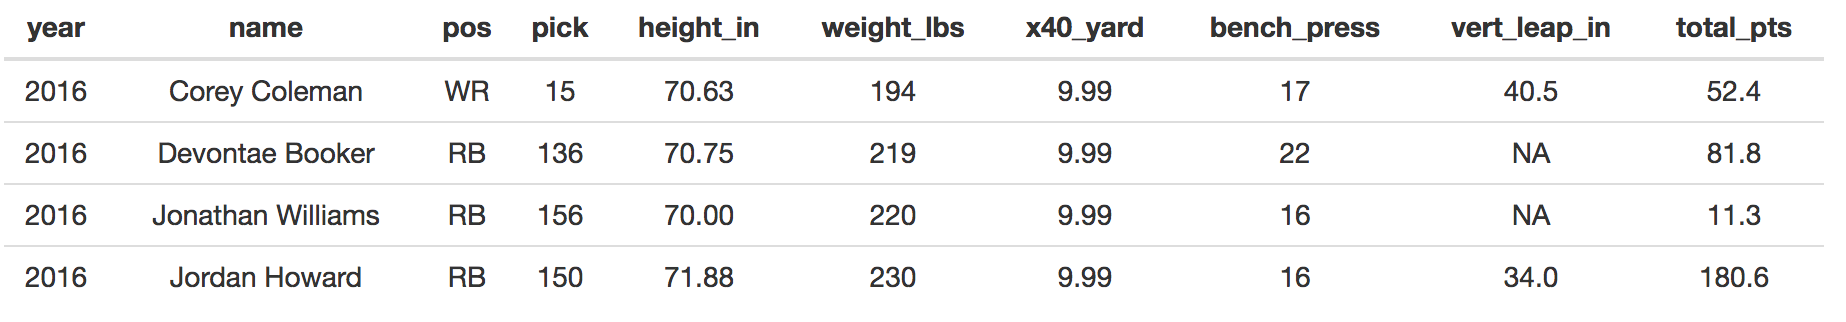 year name pos pick height_in weight_lbs x40_yard bench_press vert_leap_in total_pts
2016 Corey Coleman WR 15 70.63 194 9.99 17 40.5 52.4
2016 Devontae Booker RB 136 70.75 219 9.99 22 NA 81.8
2016 Jonathan Williams RB 156 70.00 220 9.99 16 NA 11.3
2016 Jordan Howard RB 150 71.88 230 9.99 16 34.0 180.6